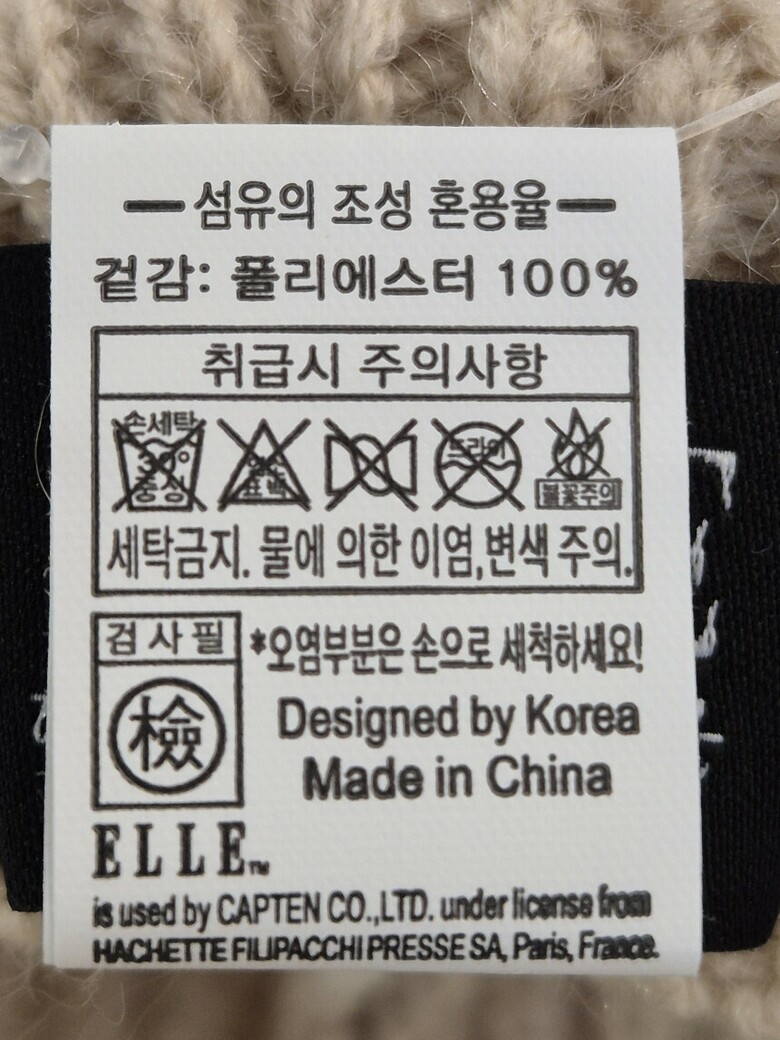 섬유의 조성 혼용율
겉감: 폴리에스터 100%
취급시 주의사항
손세탁
30°
중성
염소
표백
드라이
불꽃주의
세탁금지. 물에 의한 이염,변색 주의.
검사필
檢
*오염부분은 손으로 세척하세요!
Designed by Korea
Made in China
ELLE™
is used by CAPTEN CO.,LTD. under license from
HACHETTE FILIPACCHI PRESSE SA, Paris, France.